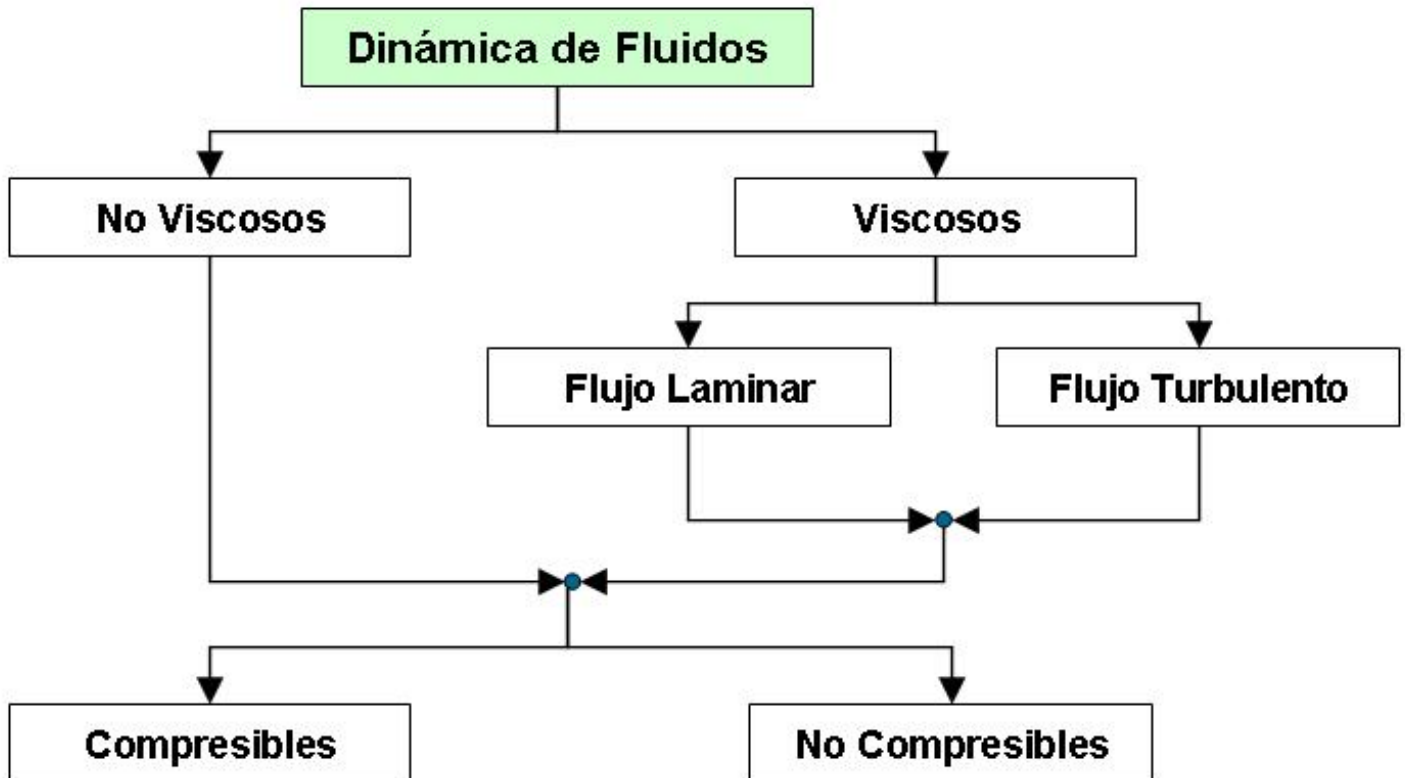 Dinámica de Fluidos
No Viscosos
Viscosos
Flujo Laminar
Flujo Turbulento
Compresibles
No Compresibles